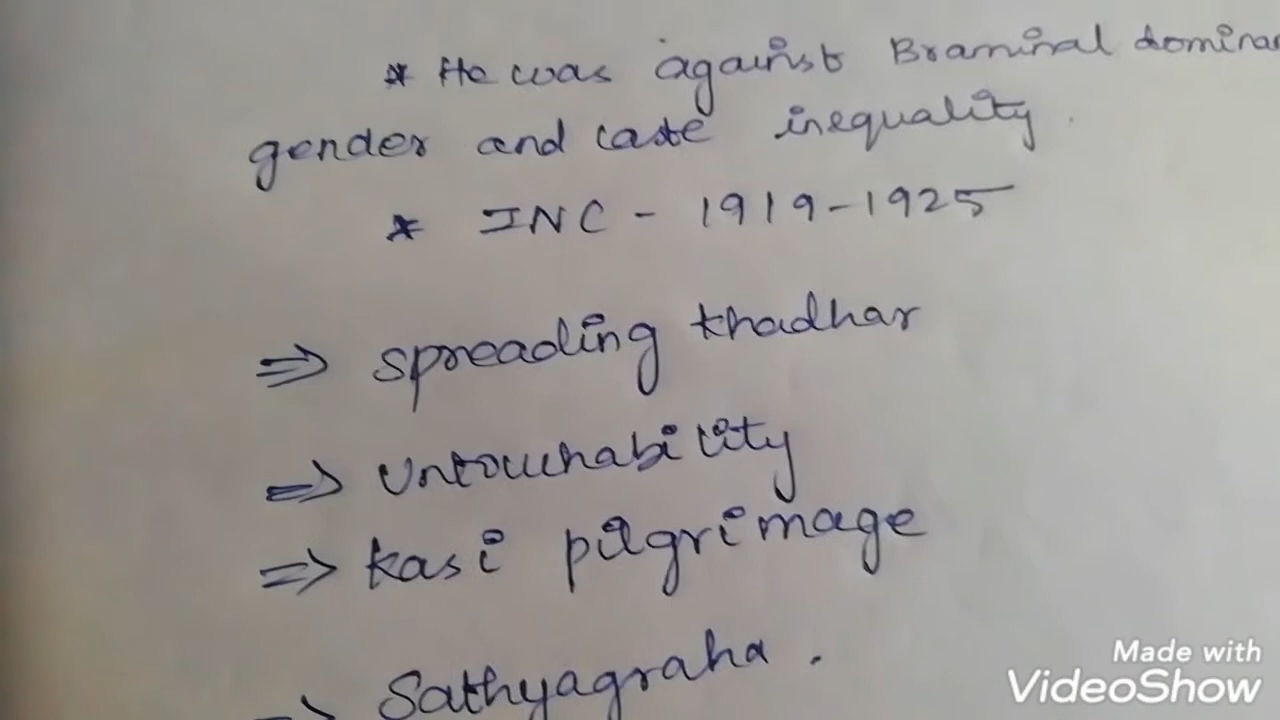 * He was against Braminal dominan
gender and caste inequality.
* INC - 1919-1925
⇒ spreading khadhar
⇒ Untouchability
⇒ kasi pilgrimage
⇒ Sathyagraha.
Made with
VideoShow